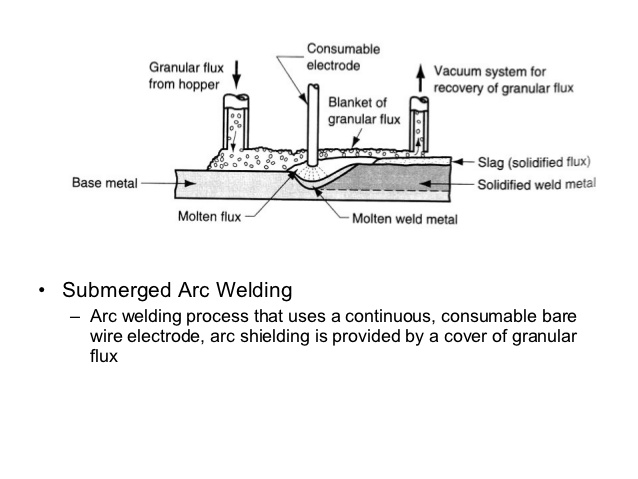 Consumable
electrode
Granular flux
from hopper
Vacuum system for
recovery of granular flux
Blanket of
granular flux
Slag (solidified flux)
Base metal
Solidified weld metal
Molten flux
Molten weld metal
• Submerged Arc Welding
– Arc welding process that uses a continuous, consumable bare
wire electrode, arc shielding is provided by a cover of granular
flux